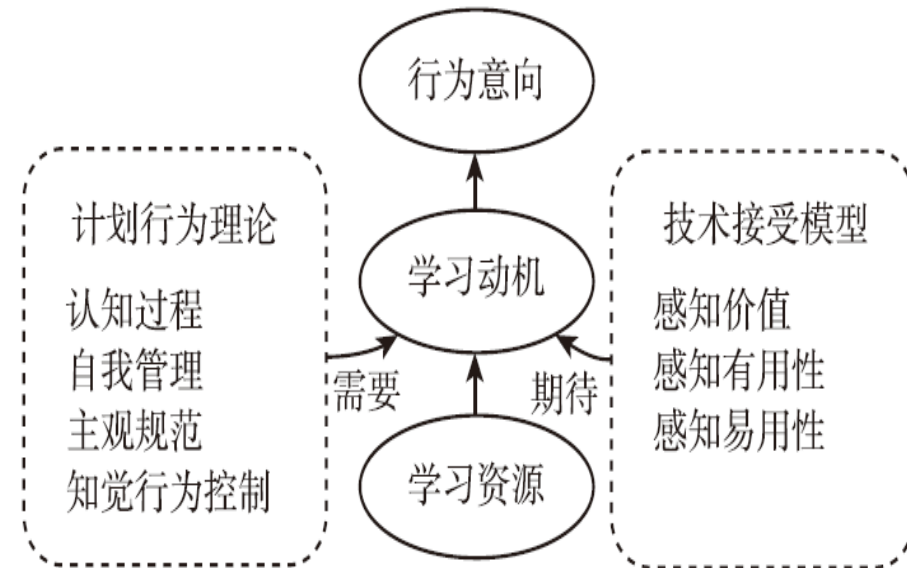 行为意向
计划行为理论
认知过程
自我管理
主观规范
知觉行为控制
需要
学习动机
期待
学习资源
技术接受模型
感知价值
感知有用性
感知易用性